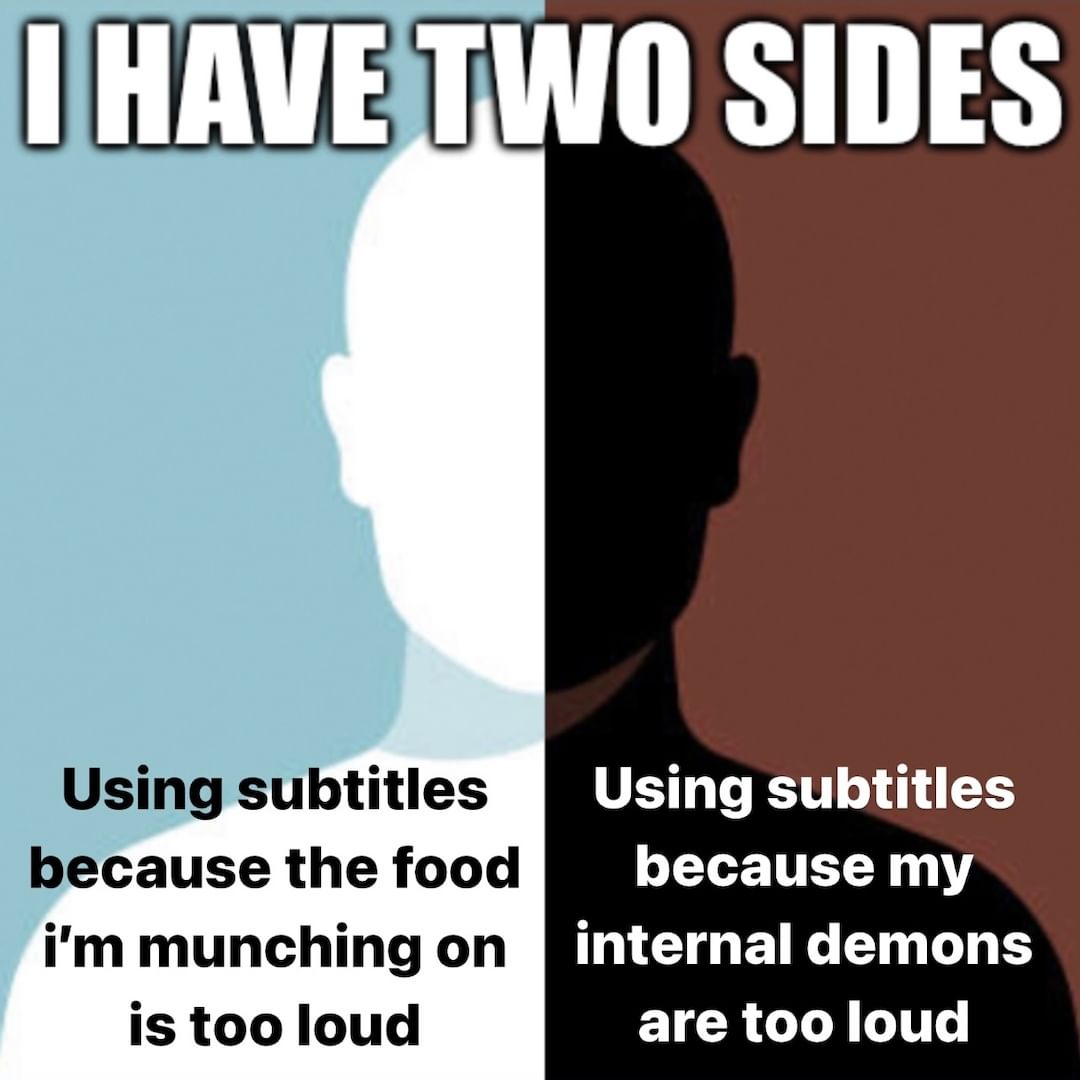 I HAVE TWO SIDES
Using subtitles
because the food
i’m munching on
is too loud
Using subtitles
because my
internal demons
are too loud